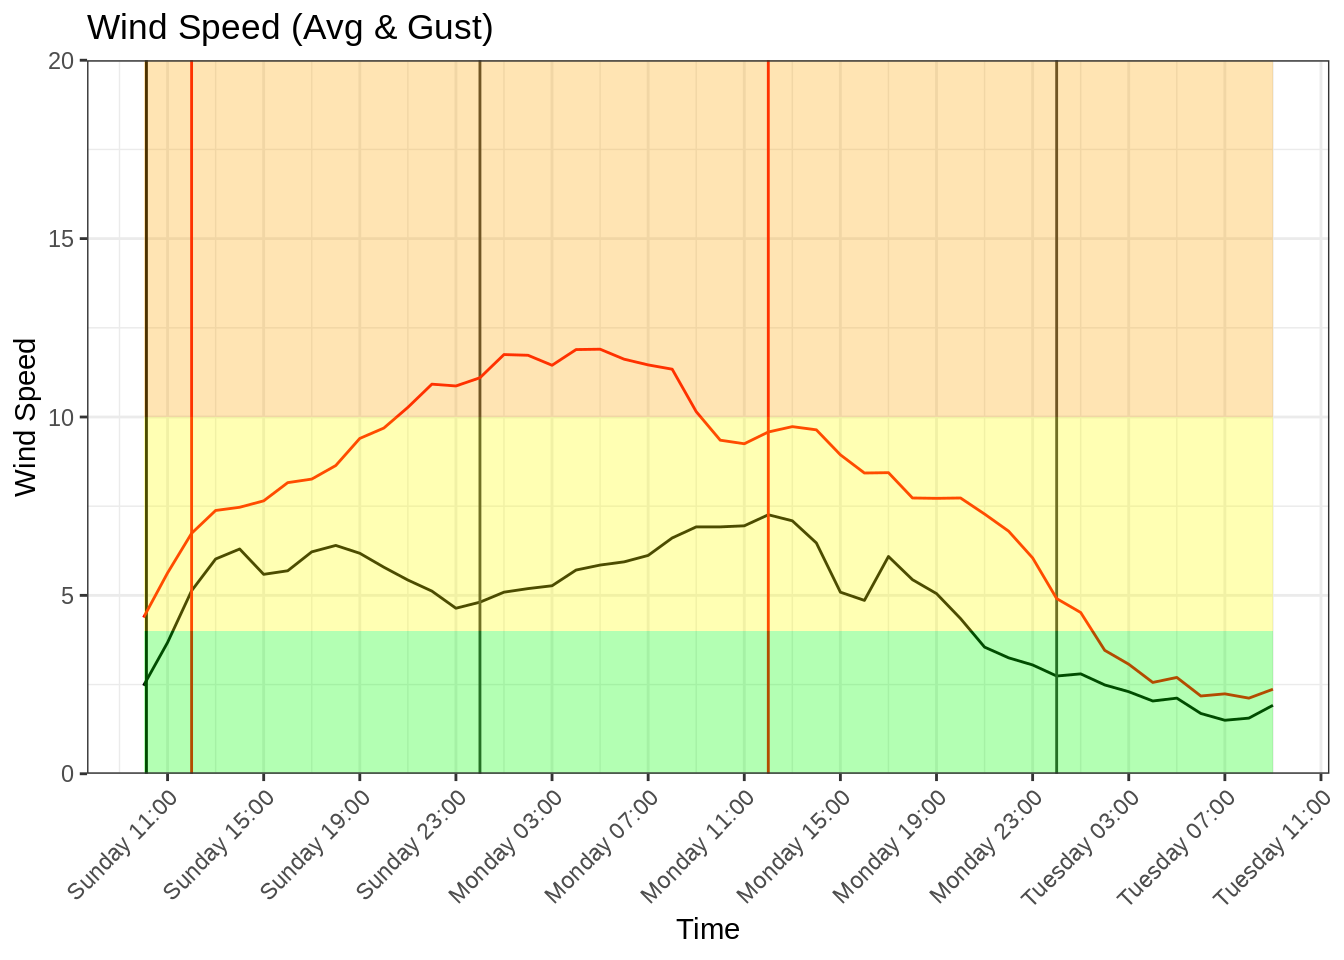 Wind Speed (Avg & Gust)
20
15
10
5
0
Wind Speed
Sunday 11:00
Sunday 15:00
Sunday 19:00
Sunday 23:00
Monday 03:00
Monday 07:00
Monday 11:00
Monday 15:00
Monday 19:00
Monday 23:00
Tuesday 03:00
Tuesday 07:00
Tuesday 11:00
Time